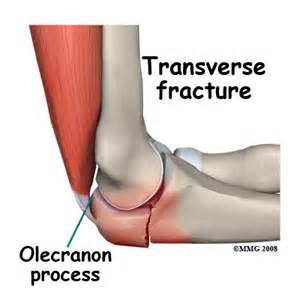 Transverse
fracture
Olecranon
process
©MMG 2008